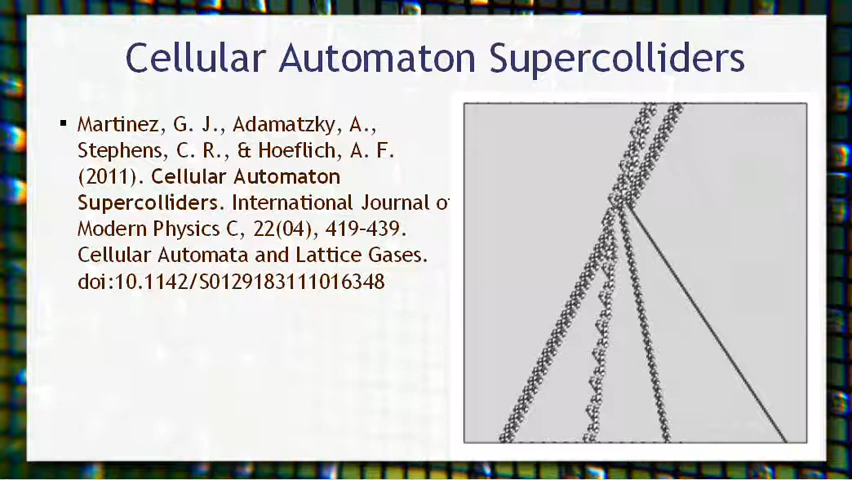 Cellular Automaton Supercolliders
Martinez, G. J., Adamatzky, A.,
Stephens, C. R., & Hoeflich, A. F.
(2011). Cellular Automaton
Supercolliders. International Journal of
Modern Physics C, 22(04), 419-439.
Cellular Automata and Lattice Gases.
doi:10.1142/S0129183111016348